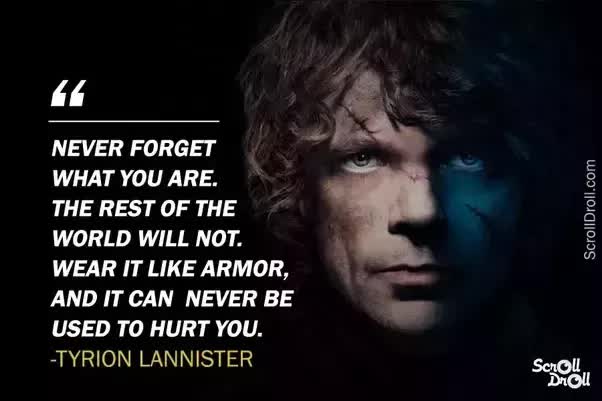 “
NEVER FORGET
WHAT YOU ARE.
THE REST OF THE
WORLD WILL NOT.
WEAR IT LIKE ARMOR,
AND IT CAN NEVER BE
USED TO HURT YOU.
-TYRION LANNISTER
ScrollDroll.com
ScrOll
DrOll